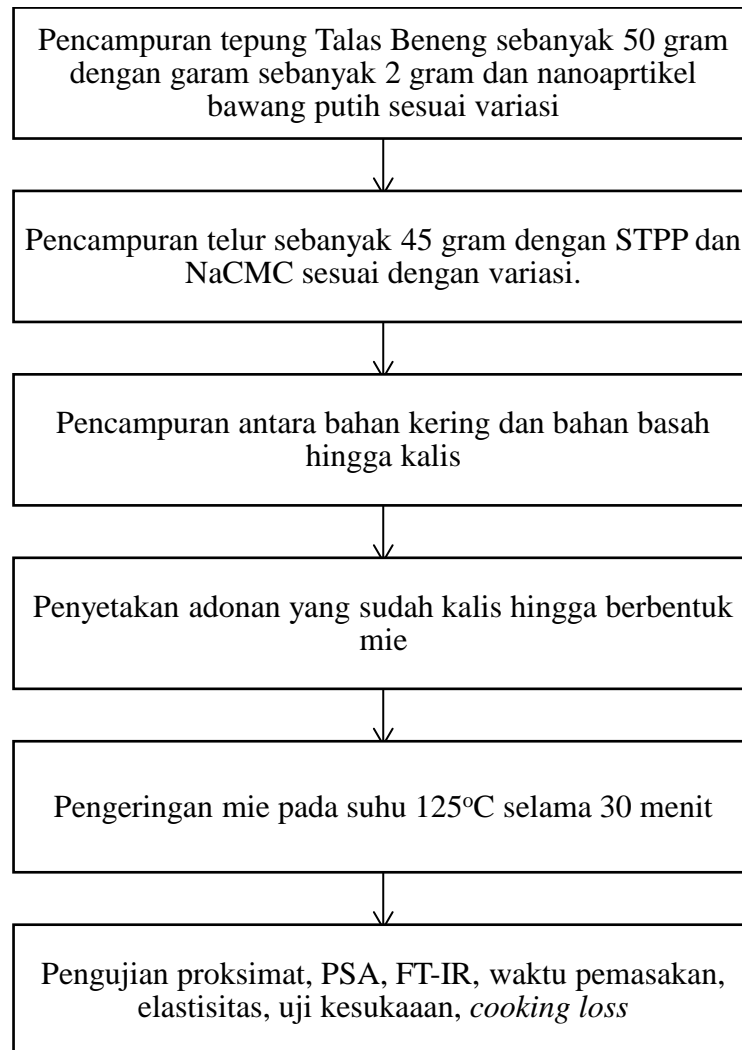 Pencampuran tepung Talas Beneng sebanyak 50 gram
dengan garam sebanyak 2 gram dan nanoaprtikel
bawang putih sesuai variasi
Pencampuran telur sebanyak 45 gram dengan STPP dan
NaCMC sesuai dengan variasi.
Pencampuran antara bahan kering dan bahan basah
hingga kalis
Penyetakan adonan yang sudah kalis hingga berbentuk
mie
Pengeringan mie pada suhu 125°C selama 30 menit
Pengujian proksimat, PSA, FT-IR, waktu pemasakan,
elastisitas, uji kesukaaan, cooking loss